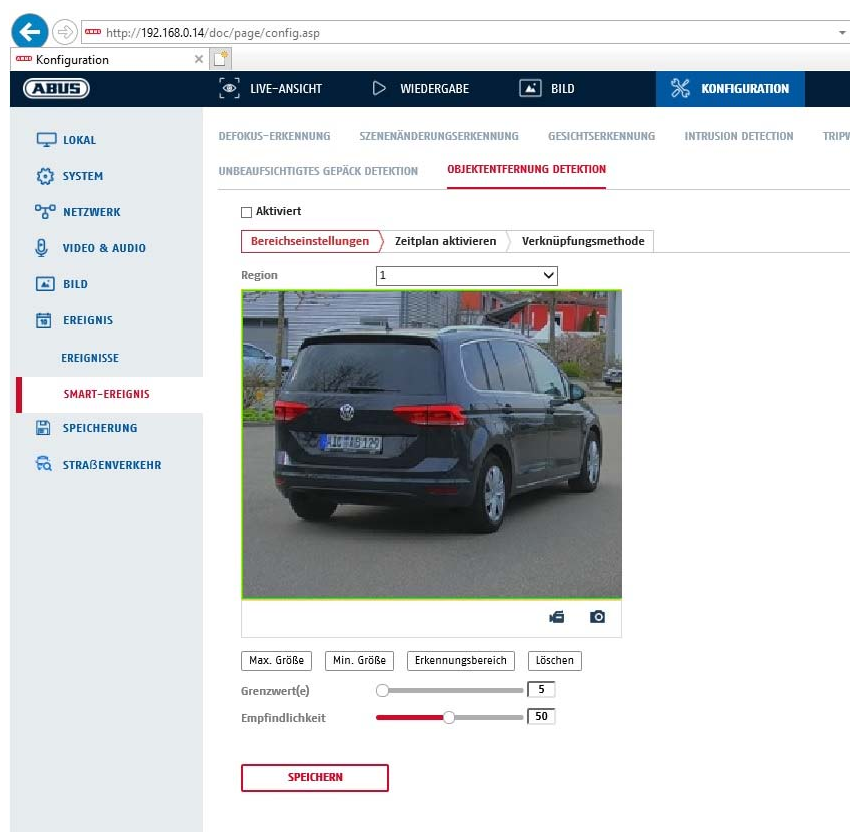 http://192.168.0.14/doc/page/config.asp
Konfiguration
ABUS
LIVE-ANSICHT
WIEDERGABE
BILD
KONFIGURATION
LOKAL
SYSTEM
NETZWERK
VIDEO & AUDIO
BILD
EREIGNIS
EREIGNISSE
SMART-EREIGNIS
SPEICHERUNG
STRAßENVERKEHR
DEFOKUS-ERKENNUNG
SZENENÄNDERUNGSERKENNUNG
GESICHTSERKENNUNG
INTRUSION DETECTION
TRIPW
UNBEAUFSICHTIGTES GEPÄCK DETEKTION
OBJEKTENTFERNUNG DETEKTION
Aktiviert
Bereichseinstellungen
Zeitplan aktivieren
Verknüpfungsmethode
Region
1
Max. Größe
Min. Größe
Erkennungsbereich
Löschen
Grenzwert(e)
5
Empfindlichkeit
50
SPEICHERN